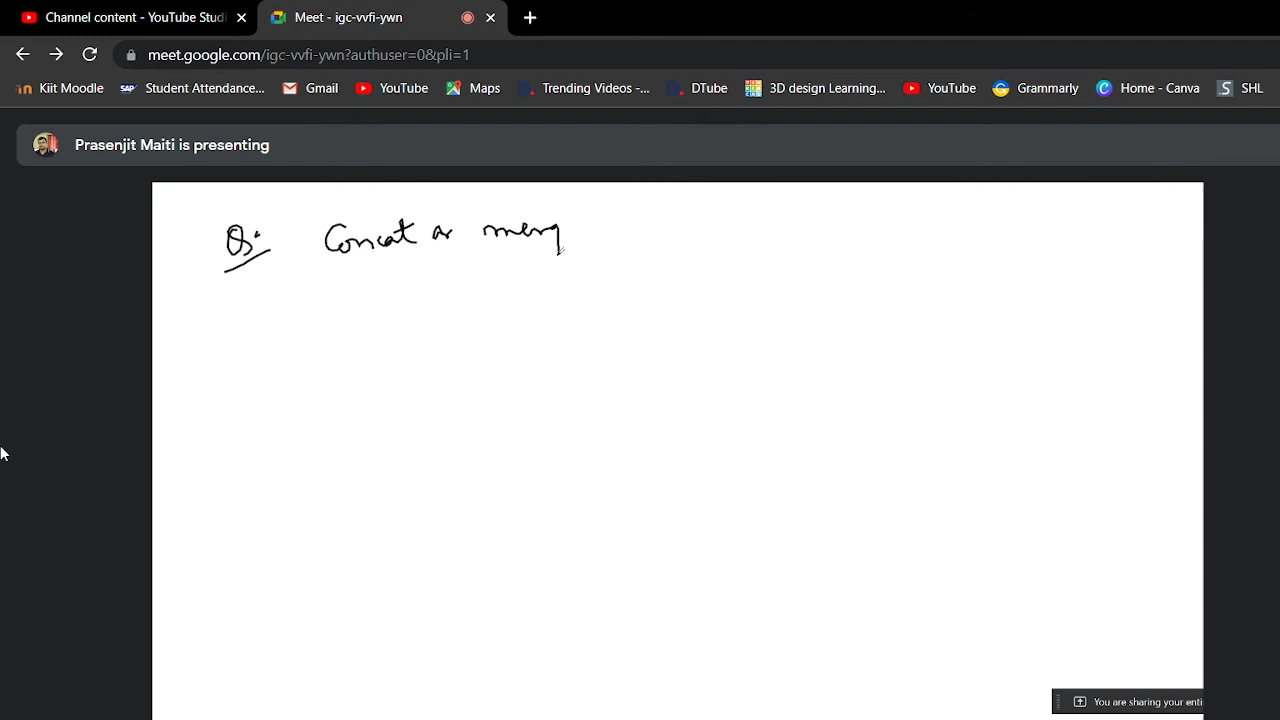 Channel content - YouTube Studi
Meet - igc-vvfi-ywn
meet.google.com/igc-vvfi-ywn?authuser=0&pli=1
Kiit Moodle
SAP Student Attendance...
Gmail
YouTube
Maps
Trending Videos -...
DTube
3D design Learning...
YouTube
Grammarly
Home - Canva
S SHL
Prasenjit Maiti is presenting
Qs: Concat or merg
You are sharing your enti